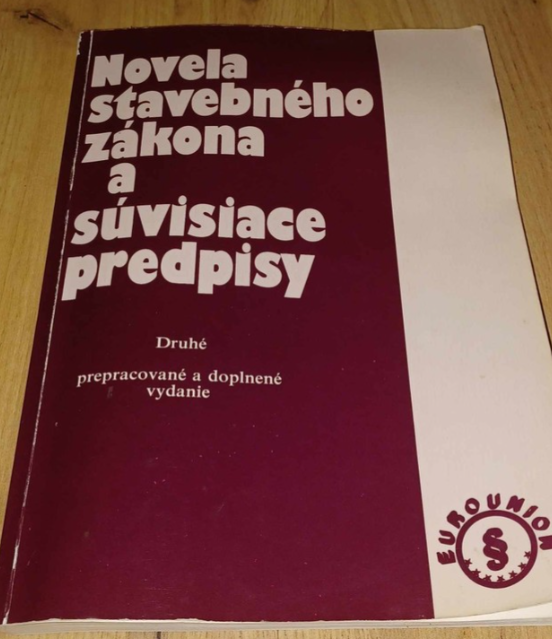 Novela
stavebného
zákona
a
súvisiace
predpisy
Druhé
prepracované a doplnené
vydanie
EUROUNION
§